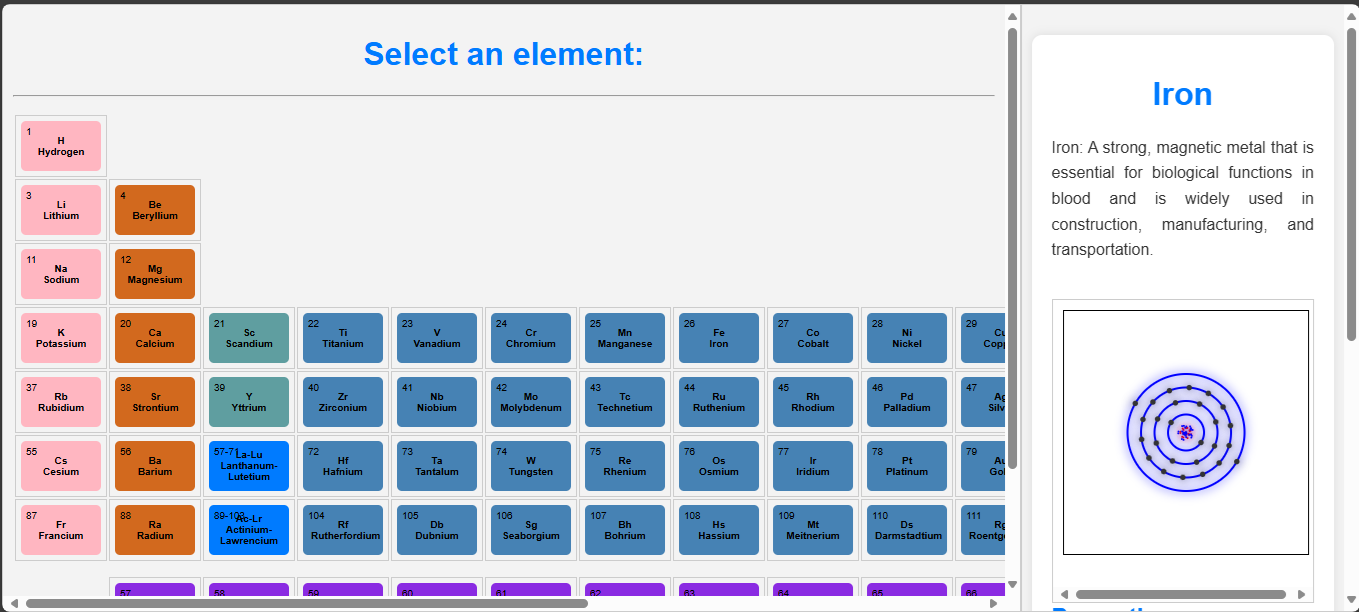 Select an element:
1
H
Hydrogen
3
Li
Lithium
4
Be
Beryllium
11
Na
Sodium
12
Mg
Magnesium
19
K
Potassium
20
Ca
Calcium
21
Sc
Scandium
22
Ti
Titanium
23
V
Vanadium
24
Cr
Chromium
25
Mn
Manganese
26
Fe
Iron
27
Co
Cobalt
28
Ni
Nickel
29
37
Rb
Rubidium
38
Sr
Strontium
39
Y
Yttrium
40
Zr
Zirconium
41
Nb
Niobium
42
Mo
Molybdenum
43
Tc
Technetium
44
Ru
Ruthenium
45
Rh
Rhodium
46
Pd
Palladium
47
55
Cs
Cesium
56
Ba
Barium
La-Lu
Lanthanum-
Lutetium
72
Hf
Hafnium
73
Ta
Tantalum
74
W
Tungsten
75
Re
Rhenium
76
Os
Osmium
77
Ir
Iridium
78
Pt
Platinum
79
87
Fr
Francium
88
Ra
Radium
Ac-Lr
Actinium-
Lawrencium
104
Rf
Rutherfordium
105
Db
Dubnium
106
Sg
Seaborgium
107
Bh
Bohrium
108
Hs
Hassium
109
Mt
Meitnerium
110
Ds
Darmstadtium
111
57
58
59
60
61
62
63
64
65
66
Iron
Iron: A strong, magnetic metal that is
essential for biological functions in
blood and is widely used in
construction, manufacturing, and
transportation.